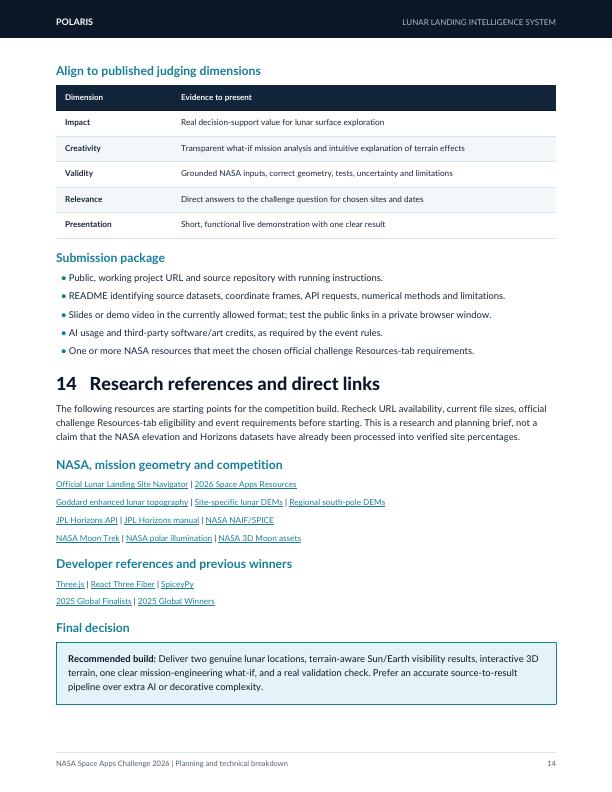 POLARIS
LUNAR LANDING INTELLIGENCE SYSTEM
Align to published judging dimensions
Dimension Evidence to present
Impact Real decision-support value for lunar surface exploration
Creativity Transparent what-if mission analysis and intuitive explanation of terrain effects
Validity Grounded NASA inputs, correct geometry, tests, uncertainty and limitations
Relevance Direct answers to the challenge question for chosen sites and dates
Presentation Short, functional live demonstration with one clear result
Submission package
• Public, working project URL and source repository with running instructions.
• README identifying source datasets, coordinate frames, API requests, numerical methods and limitations.
• Slides or demo video in the currently allowed format; test the public links in a private browser window.
• AI usage and third-party software/art credits, as required by the event rules.
• One or more NASA resources that meet the chosen official challenge Resources-tab requirements.
14 Research references and direct links
The following resources are starting points for the competition build. Recheck URL availability, current file sizes, official
challenge Resources-tab eligibility and event requirements before starting. This is a research and planning brief, not a
claim that the NASA elevation and Horizons datasets have already been processed into verified site percentages.
NASA, mission geometry and competition
Official Lunar Landing Site Navigator | 2026 Space Apps Resources
Goddard enhanced lunar topography | Site-specific lunar DEMs | Regional south-pole DEMs
JPL Horizons API | JPL Horizons manual | NASA NAIF/SPICE
NASA Moon Trek | NASA polar illumination | NASA 3D Moon assets
Developer references and previous winners
Three.js | React Three Fiber | SpiceyPy
2025 Global Finalists | 2025 Global Winners
Final decision
Recommended build: Deliver two genuine lunar locations, terrain-aware Sun/Earth visibility results, interactive 3D
terrain, one clear mission-engineering what-if, and a real validation check. Prefer an accurate source-to-result
pipeline over extra AI or decorative complexity.
NASA Space Apps Challenge 2026 | Planning and technical breakdown
14